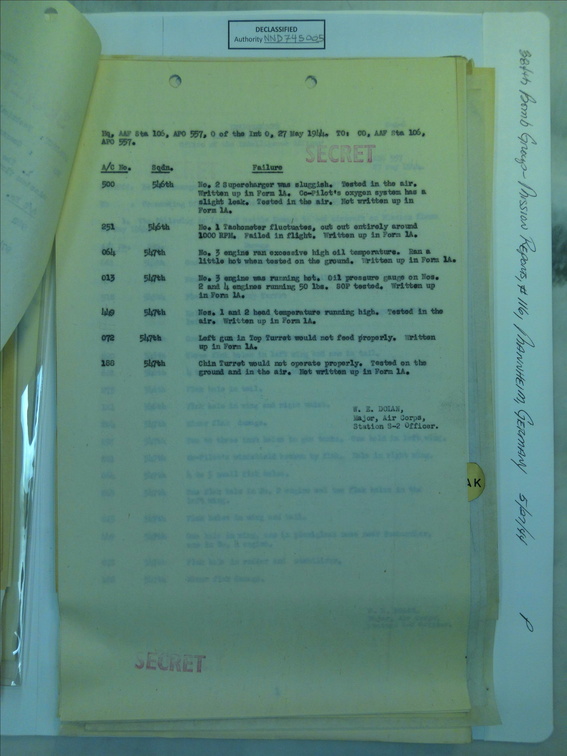 DECLASSIFIED
Authority NND 745005
Hq, AAF Sta 106, APO 557, O of the Int O, 27 May 1944. TO: CO, AAF Sta 106,
APO 557.
SECRET
A/C No. Sqdn. Failure
500 546th No. 2 Supercharger was sluggish. Tested in the air.
Written up in Form 1A. Co-Pilot's oxygen system has a
slight leak. Tested in the air. Not written up in
Form 1A.
251 546th No. 1 Tachometer fluctuates, cut out entirely around
1000 RPM. Failed in flight. Written up in Form 1A.
064 547th No. 3 engine ran excessive high oil temperature. Ran a
little hot when tested on the ground. Written up in Form 1A.
013 547th No. 3 engine was running hot. Oil pressure gauge on Nos.
2 and 4 engines running 50 lbs. SOP tested. Written up
in Form 1A.
449 547th Nos. 1 and 2 head temperature running high. Tested in the
air. Written up in Form 1A.
072 547th Left gun in Top Turret would not feed properly. Written
up in Form 1A.
188 547th Chin Turret would not operate properly. Tested on the
ground and in the air. Not written up in Form 1A.
W. E. DOLAN,
Major, Air Corps,
Station S-2 Officer.
SECRET
AK
384th Bomb Group - Mission Reports, #116, Mannheim, Germany 5/27/44 P